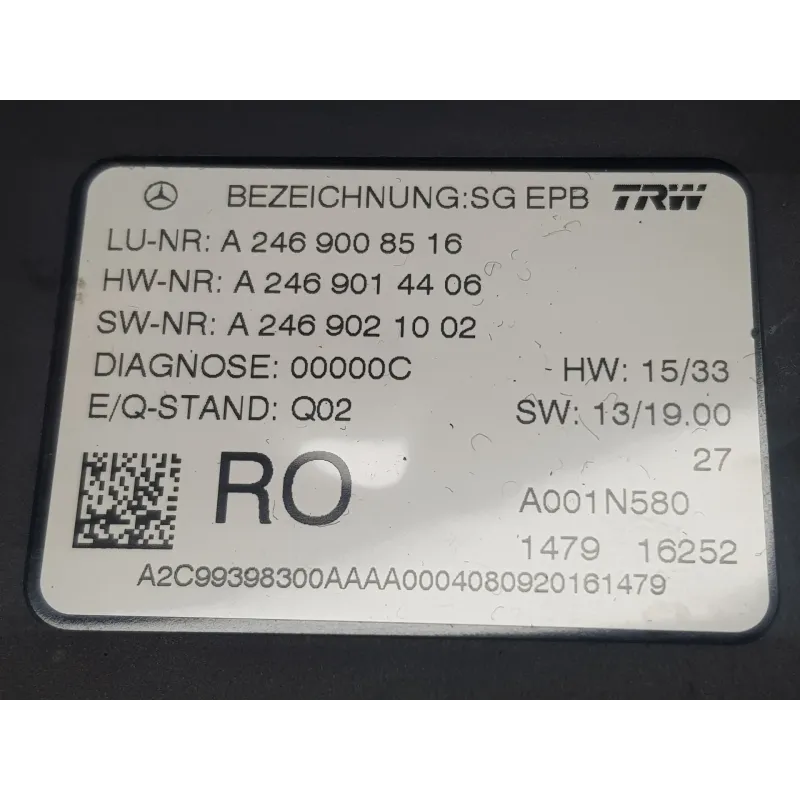 BEZEICHNUNG:SG EPB TRW
LU-NR: A 246 900 85 16
HW-NR: A 246 901 44 06
SW-NR: A 246 902 10 02
DIAGNOSE: 00000C HW: 15/33
E/Q-STAND: Q02 SW: 13/19.00
27
RO A001N580
1479 16252
A2C99398300AAAA0004080920161479